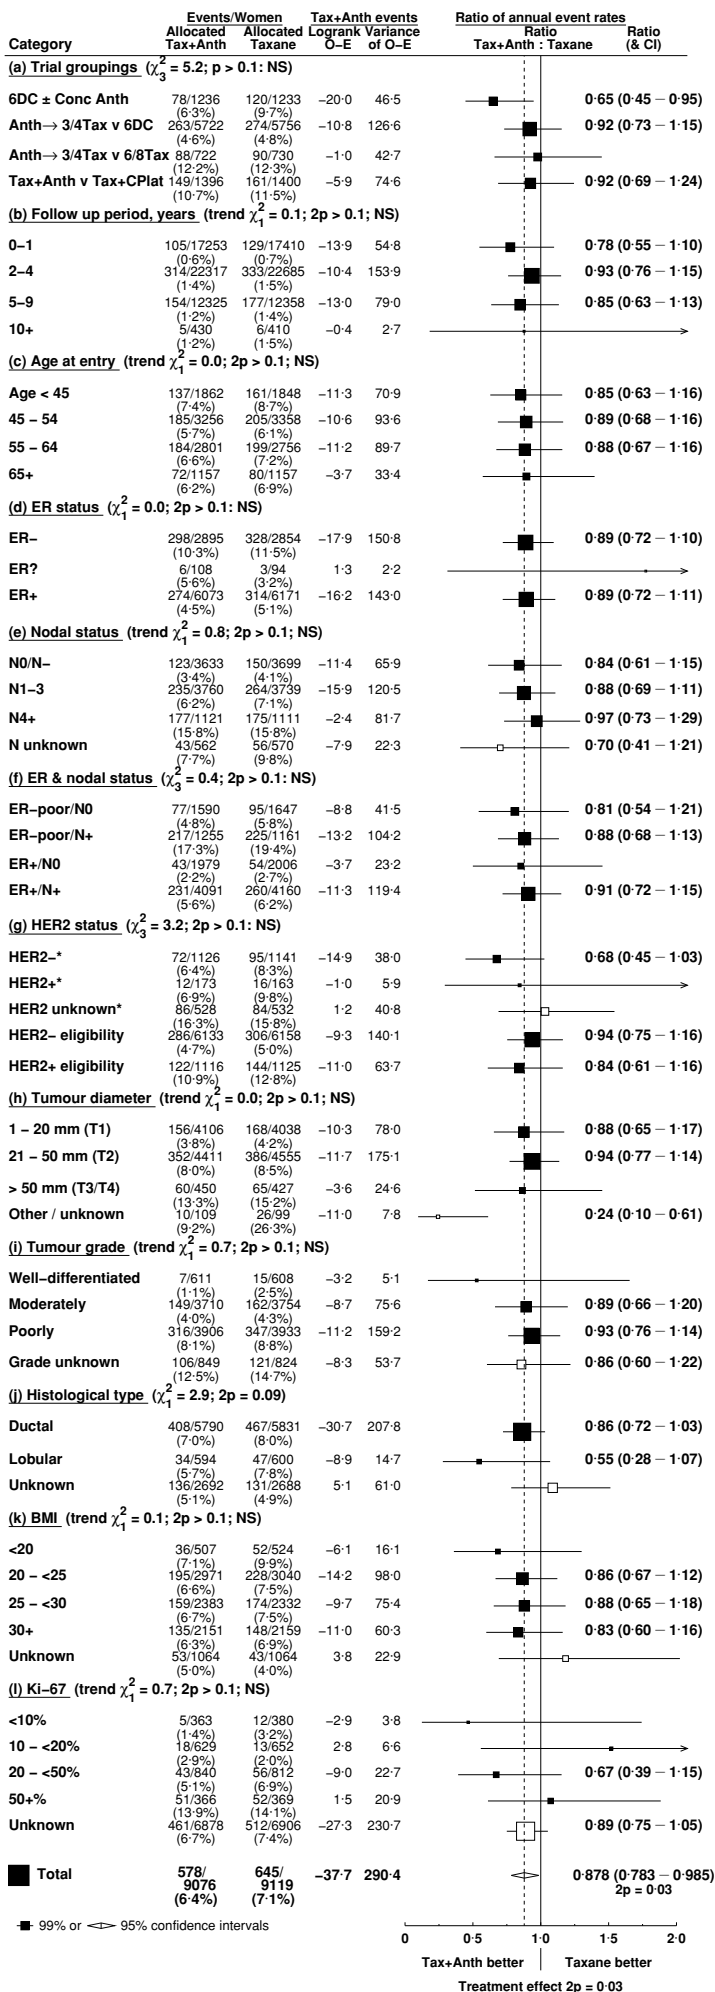 Events/Women Tax+Anth events Ratio of annual event rates
Allocated Allocated Logrank Variance Ratio Ratio
Category Tax+Anth Taxane O−E of O−E Tax+Anth : Taxane (& CI)
(a) Trial groupings (χ²₃ = 5.2; p > 0.1: NS)
6DC ± Conc Anth 78/1236 120/1233 −20·0 46·5 0·65 (0·45 − 0·95)
(6·3%) (9·7%)
Anth→ 3/4Tax v 6DC 263/5722 274/5756 −10·8 126·6 0·92 (0·73 − 1·15)
(4·6%) (4·8%)
Anth→ 3/4Tax v 6/8Tax 88/722 90/730 −1·0 42·7
(12·2%) (12·3%)
Tax+Anth v Tax+CPlat 149/1396 161/1400 −5·9 74·6 0·92 (0·69 − 1·24)
(10·7%) (11·5%)
(b) Follow up period, years (trend χ²₁ = 0.1; 2p > 0.1; NS)
0−1 105/17253 129/17410 −13·9 54·8 0·78 (0·55 − 1·10)
(0·6%) (0·7%)
2−4 314/22317 333/22685 −10·4 153·9 0·93 (0·76 − 1·15)
(1·4%) (1·5%)
5−9 154/12325 177/12358 −13·0 79·0 0·85 (0·63 − 1·13)
(1·2%) (1·4%)
10+ 5/430 6/410 −0·4 2·7
(1·2%) (1·5%)
(c) Age at entry (trend χ²₁ = 0.0; 2p > 0.1; NS)
Age < 45 137/1862 161/1848 −11·3 70·9 0·85 (0·63 − 1·16)
(7·4%) (8·7%)
45 − 54 185/3256 205/3358 −10·6 93·6 0·89 (0·68 − 1·16)
(5·7%) (6·1%)
55 − 64 184/2801 199/2756 −11·2 89·7 0·88 (0·67 − 1·16)
(6·6%) (7·2%)
65+ 72/1157 80/1157 −3·7 33·4
(6·2%) (6·9%)
(d) ER status (χ²₁ = 0.0; 2p > 0.1: NS)
ER− 298/2895 328/2854 −17·9 150·8 0·89 (0·72 − 1·10)
(10·3%) (11·5%)
ER? 6/108 3/94 1·3 2·2
(5·6%) (3·2%)
ER+ 274/6073 314/6171 −16·2 143·0 0·89 (0·72 − 1·11)
(4·5%) (5·1%)
(e) Nodal status (trend χ²₁ = 0.8; 2p > 0.1; NS)
N0/N− 123/3633 150/3699 −11·4 65·9 0·84 (0·61 − 1·15)
(3·4%) (4·1%)
N1−3 235/3760 264/3739 −15·9 120·5 0·88 (0·69 − 1·11)
(6·2%) (7·1%)
N4+ 177/1121 175/1111 −2·4 81·7 0·97 (0·73 − 1·29)
(15·8%) (15·8%)
N unknown 43/562 56/570 −7·9 22·3 0·70 (0·41 − 1·21)
(7·7%) (9·8%)
(f) ER & nodal status (χ²₃ = 0.4; 2p > 0.1: NS)
ER−poor/N0 77/1590 95/1647 −8·8 41·5 0·81 (0·54 − 1·21)
(4·8%) (5·8%)
ER−poor/N+ 217/1255 225/1161 −13·2 104·2 0·88 (0·68 − 1·13)
(17·3%) (19·4%)
ER+/N0 43/1979 54/2006 −3·7 23·2
(2·2%) (2·7%)
ER+/N+ 231/4091 260/4160 −11·3 119·4 0·91 (0·72 − 1·15)
(5·6%) (6·2%)
(g) HER2 status (χ²₃ = 3.2; 2p > 0.1: NS)
HER2−* 72/1126 95/1141 −14·9 38·0 0·68 (0·45 − 1·03)
(6·4%) (8·3%)
HER2+* 12/173 16/163 −1·0 5·9
(6·9%) (9·8%)
HER2 unknown* 86/528 84/532 1·2 40·8
(16·3%) (15·8%)
HER2− eligibility 286/6133 306/6158 −9·3 140·1 0·94 (0·75 − 1·16)
(4·7%) (5·0%)
HER2+ eligibility 122/1116 144/1125 −11·0 63·7 0·84 (0·61 − 1·16)
(10·9%) (12·8%)
(h) Tumour diameter (trend χ²₁ = 0.0; 2p > 0.1; NS)
1 − 20 mm (T1) 156/4106 168/4038 −10·3 78·0 0·88 (0·65 − 1·17)
(3·8%) (4·2%)
21 − 50 mm (T2) 352/4411 386/4555 −11·7 175·1 0·94 (0·77 − 1·14)
(8·0%) (8·5%)
> 50 mm (T3/T4) 60/450 65/427 −3·6 24·6
(13·3%) (15·2%)
Other / unknown 10/109 26/99 −11·0 7·8 0·24 (0·10 − 0·61)
(9·2%) (26·3%)
(i) Tumour grade (trend χ²₁ = 0.7; 2p > 0.1; NS)
Well−differentiated 7/611 15/608 −3·2 5·1
(1·1%) (2·5%)
Moderately 149/3710 162/3754 −8·7 75·6 0·89 (0·66 − 1·20)
(4·0%) (4·3%)
Poorly 316/3906 347/3933 −11·2 159·2 0·93 (0·76 − 1·14)
(8·1%) (8·8%)
Grade unknown 106/849 121/824 −8·3 53·7 0·86 (0·60 − 1·22)
(12·5%) (14·7%)
(j) Histological type (χ²₁ = 2.9; 2p = 0.09)
Ductal 408/5790 467/5831 −30·7 207·8 0·86 (0·72 − 1·03)
(7·0%) (8·0%)
Lobular 34/594 47/600 −8·9 14·7 0·55 (0·28 − 1·07)
(5·7%) (7·8%)
Unknown 136/2692 131/2688 5·1 61·0
(5·1%) (4·9%)
(k) BMI (trend χ²₁ = 0.1; 2p > 0.1; NS)
<20 36/507 52/524 −6·1 16·1
(7·1%) (9·9%)
20 − <25 195/2971 228/3040 −14·2 98·0 0·86 (0·67 − 1·12)
(6·6%) (7·5%)
25 − <30 159/2383 174/2332 −9·7 75·4 0·88 (0·65 − 1·18)
(6·7%) (7·5%)
30+ 135/2151 148/2159 −11·0 60·3 0·83 (0·60 − 1·16)
(6·3%) (6·9%)
Unknown 53/1064 43/1064 3·8 22·9
(5·0%) (4·0%)
(l) Ki−67 (trend χ²₁ = 0.7; 2p > 0.1; NS)
<10% 5/363 12/380 −2·9 3·8
(1·4%) (3·2%)
10 − <20% 18/629 13/652 2·8 6·6
(2·9%) (2·0%)
20 − <50% 43/840 56/812 −9·0 22·7 0·67 (0·39 − 1·15)
(5·1%) (6·9%)
50+% 51/366 52/369 1·5 20·9
(13·9%) (14·1%)
Unknown 461/6878 512/6906 −27·3 230·7 0·89 (0·75 − 1·05)
(6·7%) (7·4%)
Total 578/ 645/ −37·7 290·4 0·878 (0·783 − 0·985)
9076 9119 2p = 0·03
(6·4%) (7·1%)
99% or 95% confidence intervals
0 0·5 1·0 1·5 2·0
Tax+Anth better Taxane better
Treatment effect 2p = 0·03